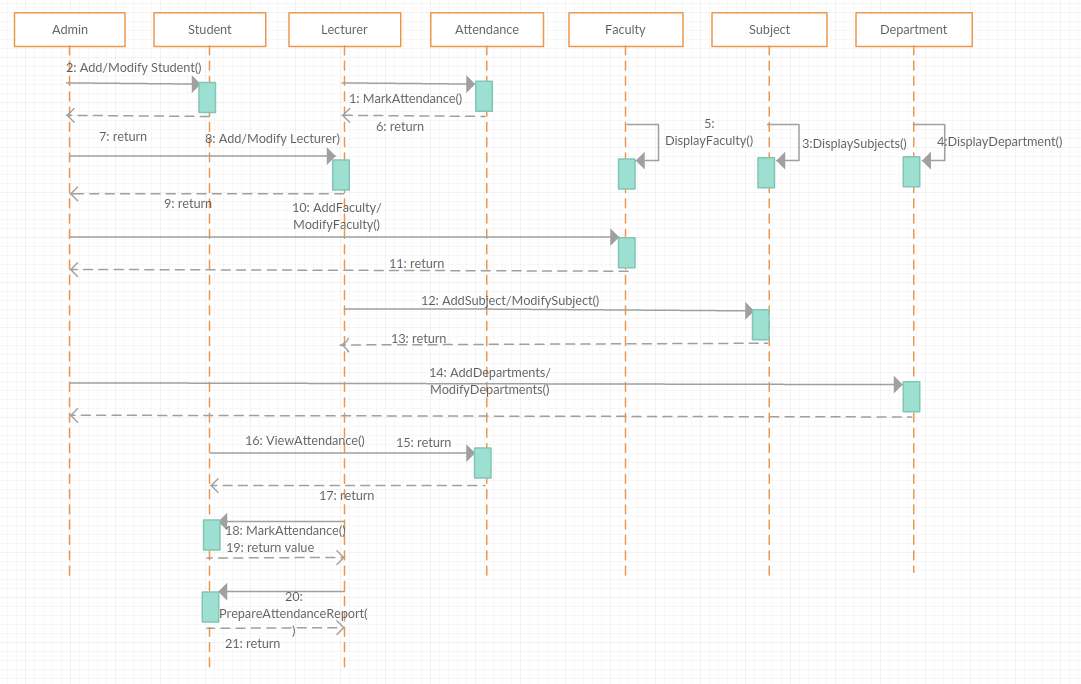 Admin
Student
Lecturer
Attendance
Faculty
Subject
Department
2: Add/Modify Student()
1: MarkAttendance()
6: return
7: return
8: Add/Modify Lecturer)
5:
DisplayFaculty()
3:DisplaySubjects()
4:DisplayDepartment()
9: return
10: AddFaculty/
ModifyFaculty()
11: return
12: AddSubject/ModifySubject()
13: return
14: AddDepartments/
ModifyDepartments()
16: ViewAttendance()
15: return
17: return
18: MarkAttendance()
19: return value
20:
PrepareAttendanceReport(
)
21: return